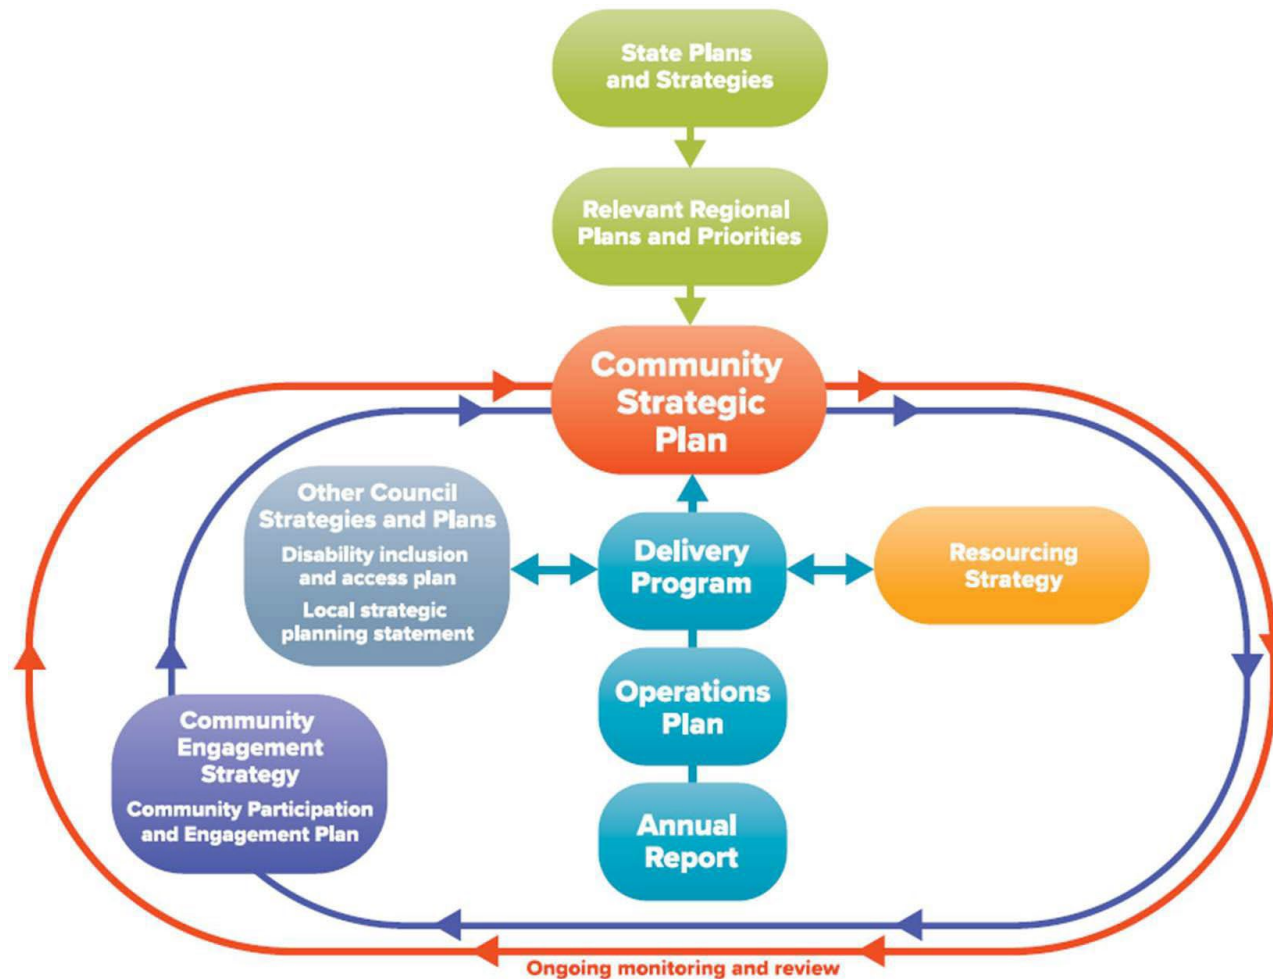 State Plans
and Strategies
Relevant Regional
Plans and Priorities
Community
Strategic
Plan
Other Council
Strategies and Plans
Disability inclusion
and access plan
Local strategic
planning statement
Delivery
Program
Resourcing
Strategy
Operations
Plan
Community
Engagement
Strategy
Community Participation
and Engagement Plan
Annual
Report
Ongoing monitoring and review